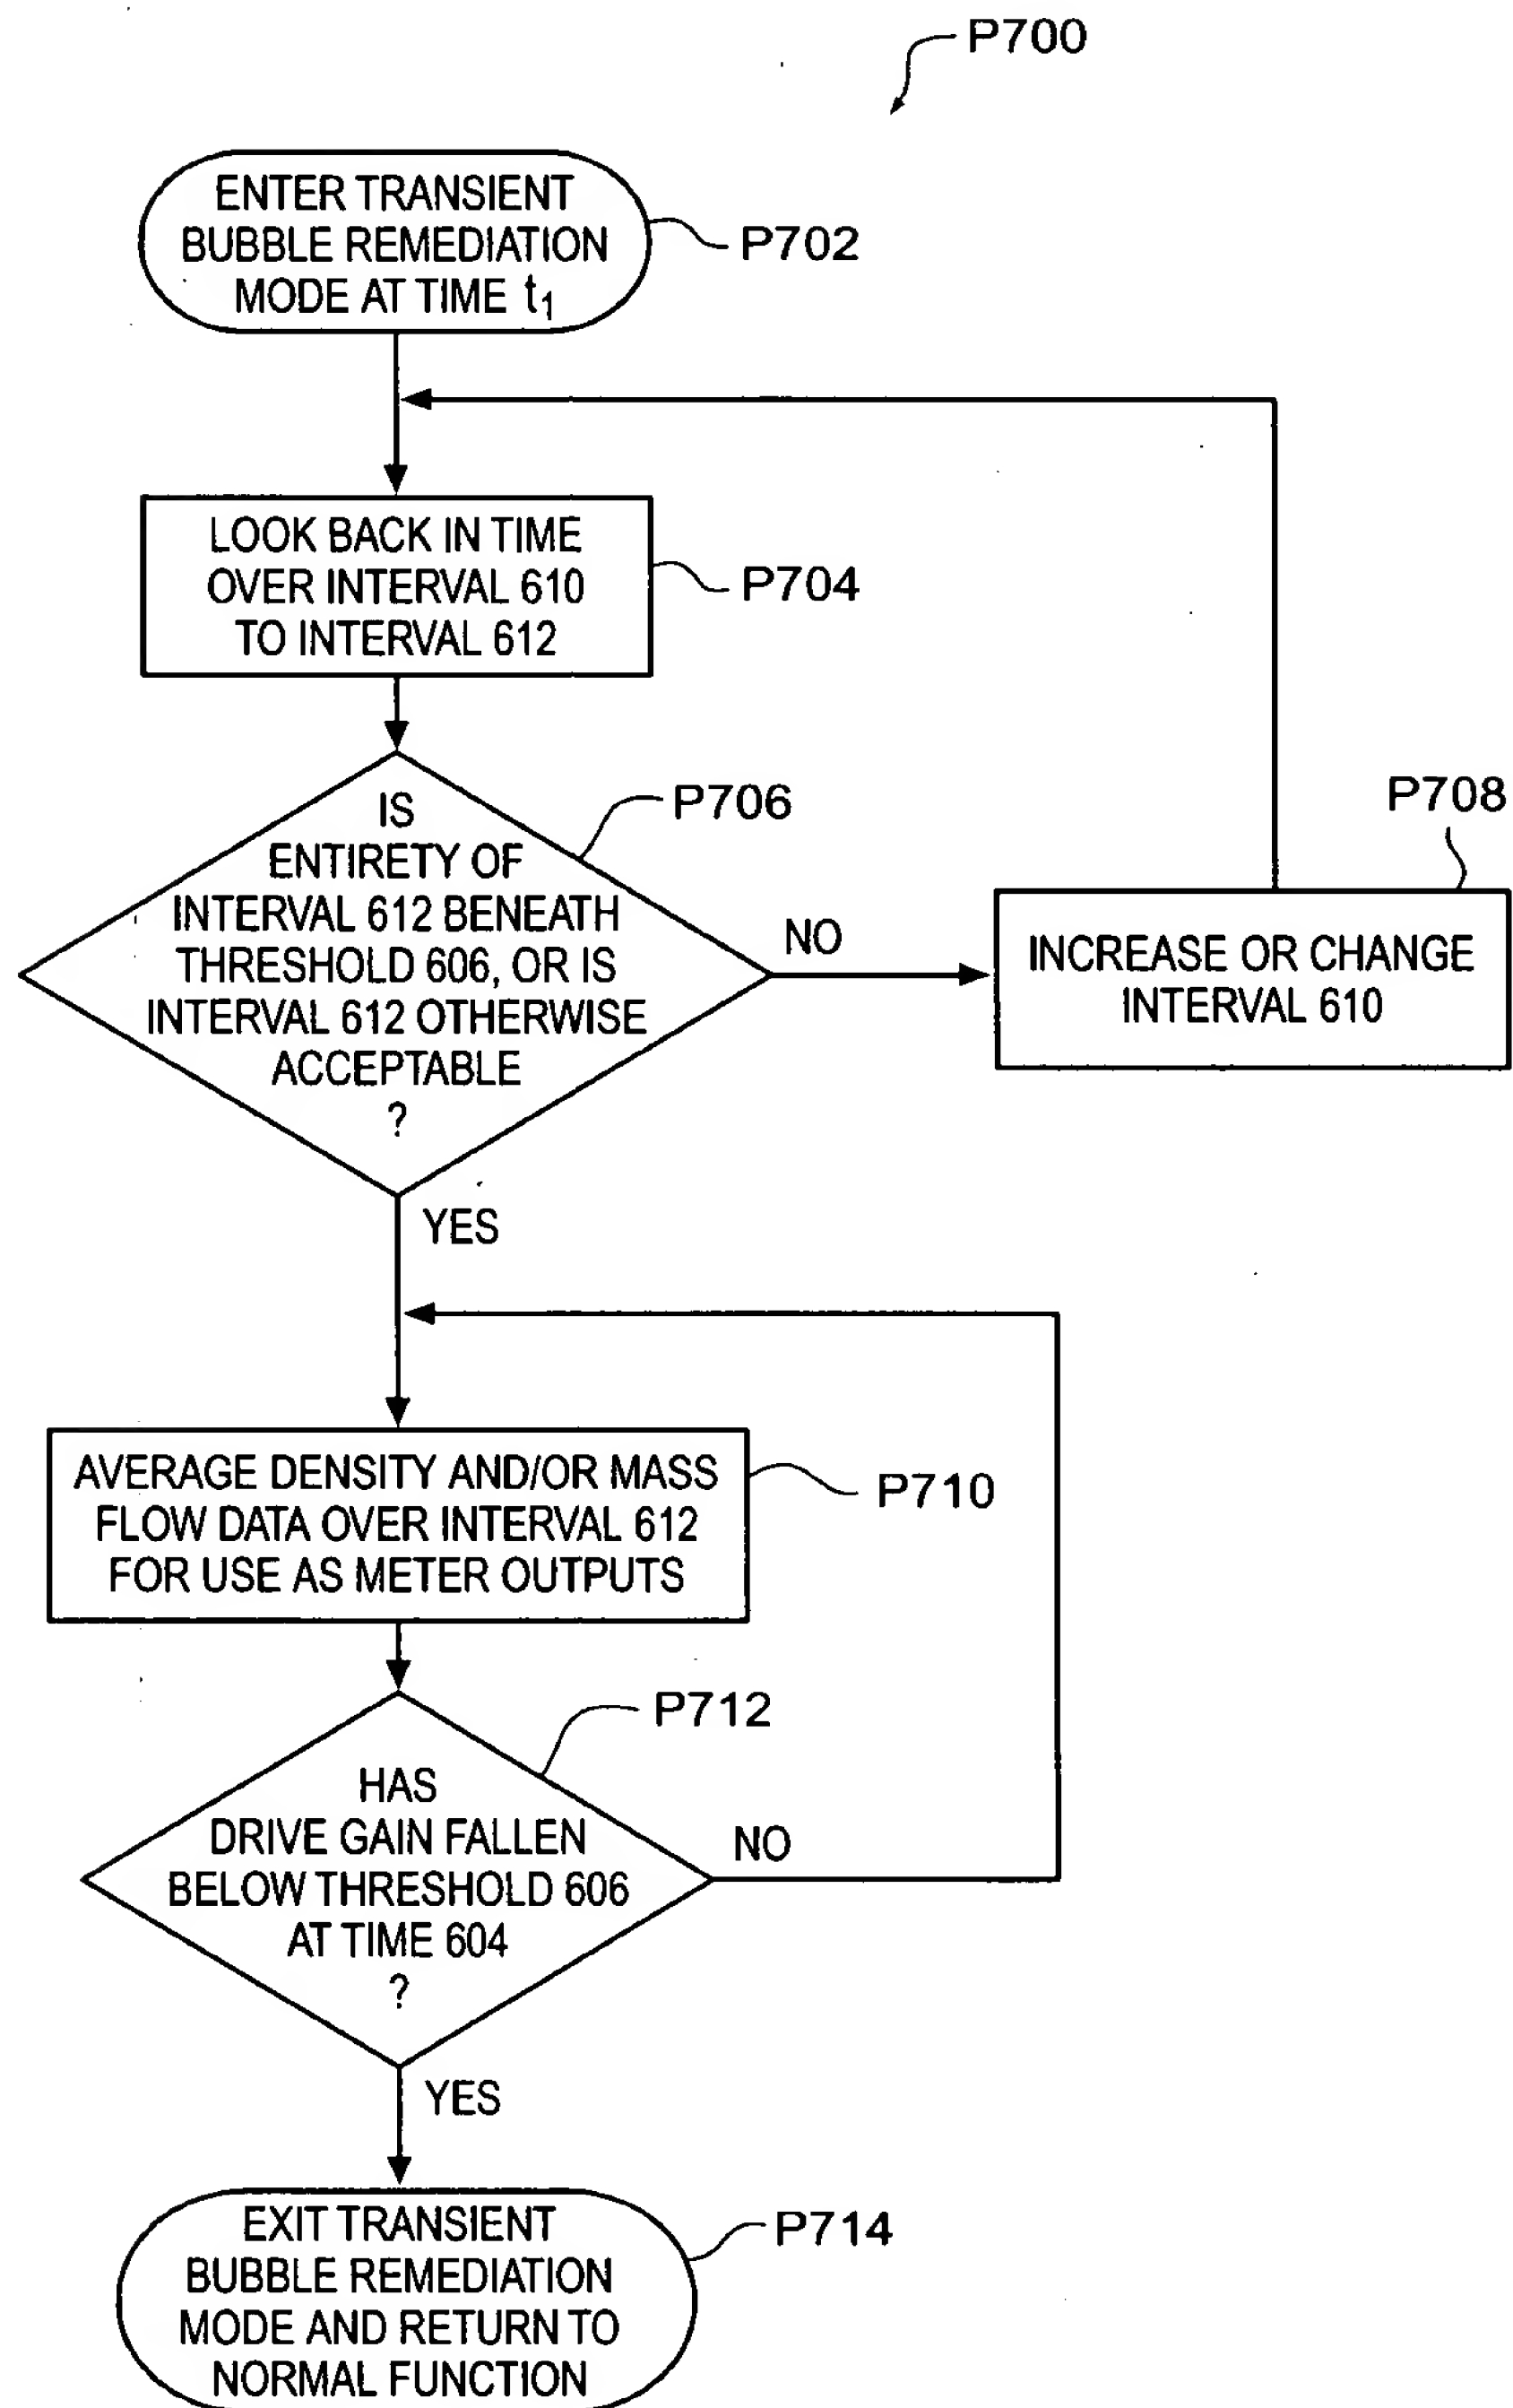 P700
ENTER TRANSIENT
BUBBLE REMEDIATION
MODE AT TIME t1
P702
LOOK BACK IN TIME
OVER INTERVAL 610
TO INTERVAL 612
P704
IS
ENTIRETY OF
INTERVAL 612 BENEATH
THRESHOLD 606, OR IS
INTERVAL 612 OTHERWISE
ACCEPTABLE
?
P706
NO
P708
INCREASE OR CHANGE
INTERVAL 610
YES
AVERAGE DENSITY AND/OR MASS
FLOW DATA OVER INTERVAL 612
FOR USE AS METER OUTPUTS
P710
HAS
DRIVE GAIN FALLEN
BELOW THRESHOLD 606
AT TIME 604
?
P712
NO
YES
EXIT TRANSIENT
BUBBLE REMEDIATION
MODE AND RETURN TO
NORMAL FUNCTION
P714